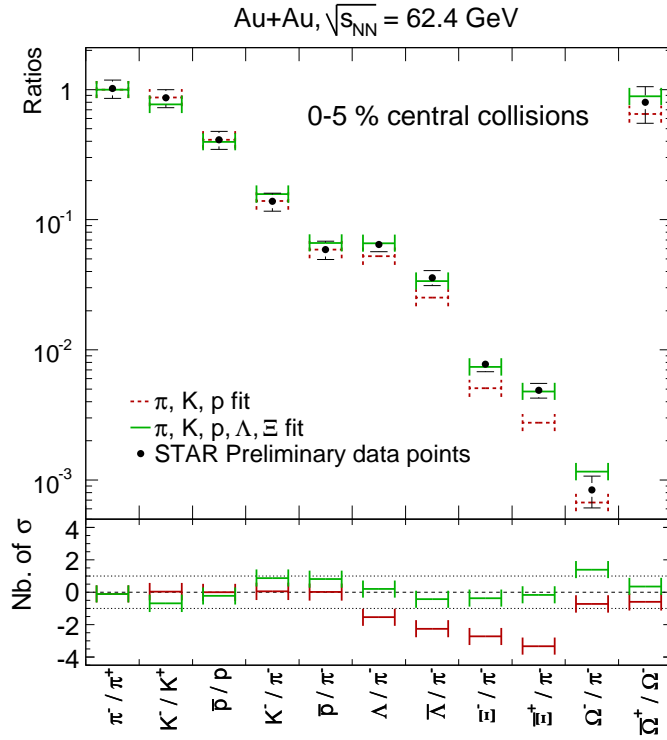 Au+Au, √s_NN = 62.4 GeV
Ratios
0-5 % central collisions
1
10⁻¹
10⁻²
10⁻³
π, K, p fit
π, K, p, Λ, Ξ fit
STAR Preliminary data points
Nb. of σ
4
2
0
-2
-4
π⁻ / π⁺
K⁻ / K⁺
p̅ / p
K⁻ / π⁻
p̅ / π⁻
Λ / π⁻
Λ̅ / π⁻
Ξ⁻ / π⁻
Ξ̅⁺ / π⁻
Ω⁻ / π⁻
Ω̅⁺ / Ω⁻